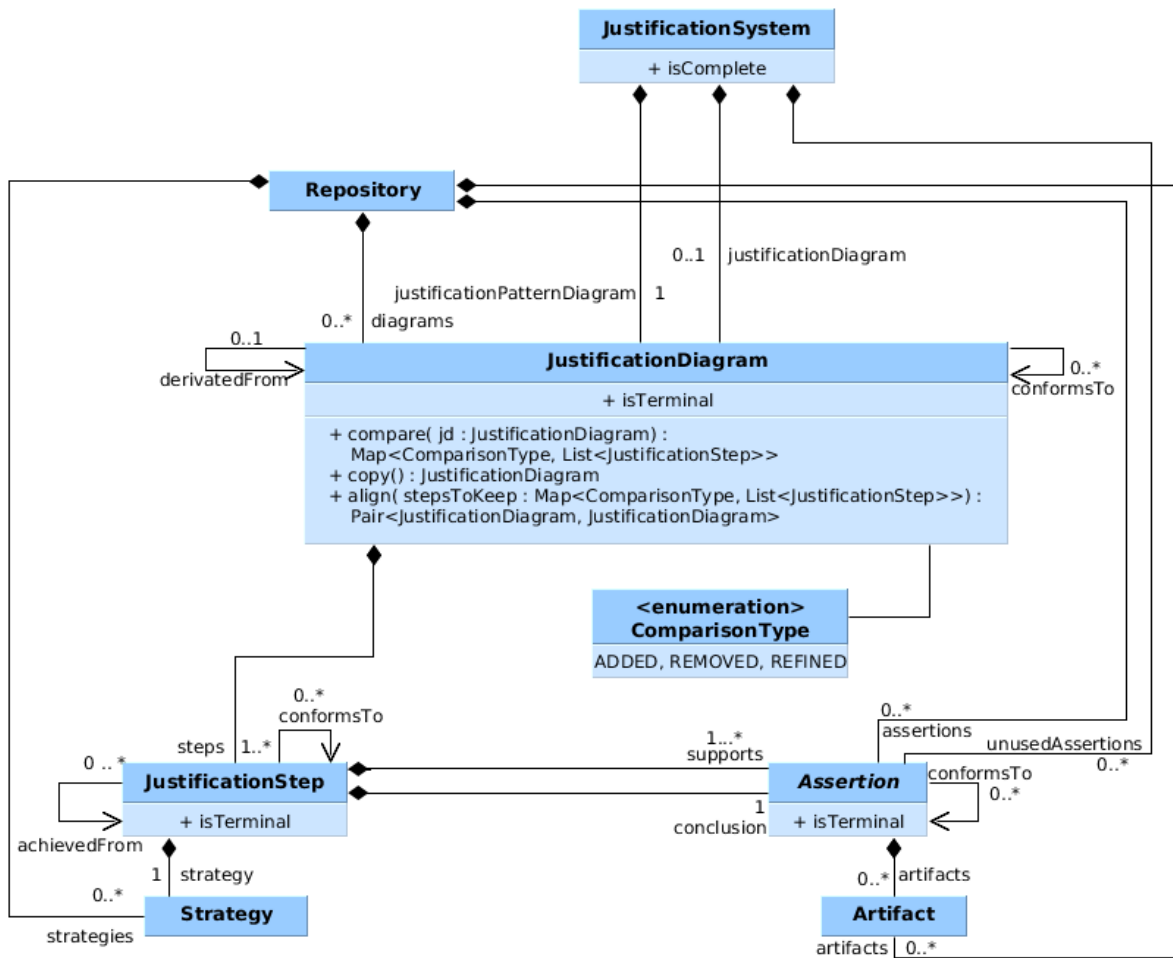 JustificationSystem
+ isComplete
Repository
0..1 justificationDiagram
justificationPatternDiagram 1
0..* diagrams
0..1
derivatedFrom
JustificationDiagram
+ isTerminal
+ compare( jd : JustificationDiagram) :
Map<ComparisonType, List<JustificationStep>>
+ copy() : JustificationDiagram
+ align( stepsToKeep : Map<ComparisonType, List<JustificationStep>>) :
Pair<JustificationDiagram, JustificationDiagram>
0..*
conformsTo
<enumeration>
ComparisonType
ADDED, REMOVED, REFINED
0..*
conformsTo
steps 1..*
0 .. *
JustificationStep
+ isTerminal
achievedFrom
1 strategy
0..*
Strategy
strategies
1...*
supports
1
conclusion
0..*
assertions
unusedAssertions
0..*
Assertion
+ isTerminal
conformsTo
0..*
0..* artifacts
Artifact
artifacts 0..*